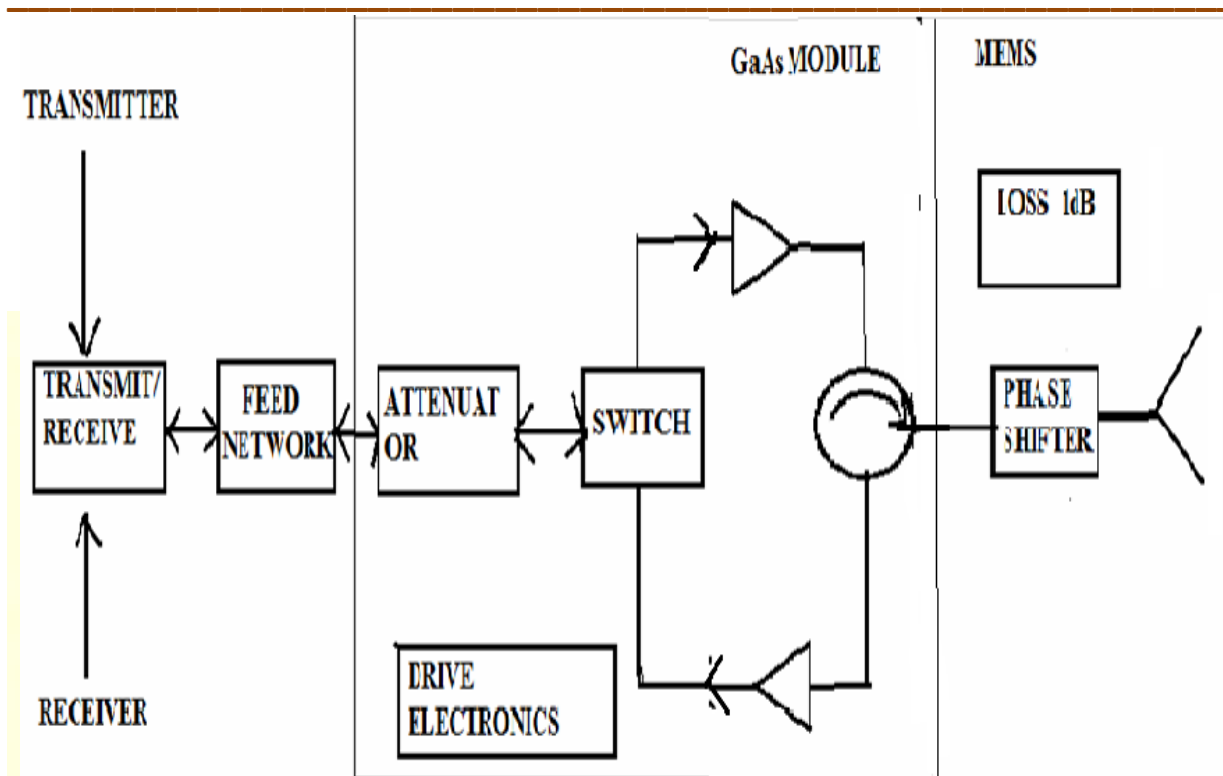 GaAs MODULE
MEMS
TRANSMITTER
LOSS 1dB
TRANSMIT/
RECEIVE
FEED
NETWORK
ATTENUAT
OR
SWITCH
PHASE
SHIFTER
DRIVE
ELECTRONICS
RECEIVER